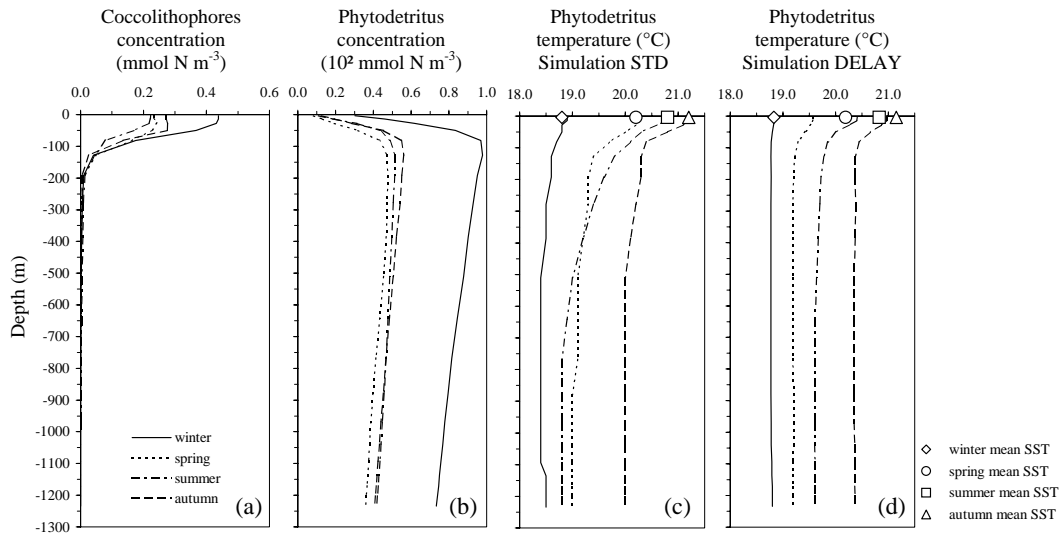 Coccolithophores
concentration
(mmol N m⁻³)
Phytodetritus
concentration
(10² mmol N m⁻³)
Phytodetritus
temperature (°C)
Simulation STD
Phytodetritus
temperature (°C)
Simulation DELAY
0.0 0.2 0.4 0.6
0.0 0.2 0.4 0.6 0.8 1.0
18.0 19.0 20.0 21.0
18.0 19.0 20.0 21.0
Depth (m)
0
-100
-200
-300
-400
-500
-600
-700
-800
-900
-1000
-1100
-1200
-1300
winter
spring
summer
autumn
(a)
(b)
(c)
(d)
winter mean SST
spring mean SST
summer mean SST
autumn mean SST